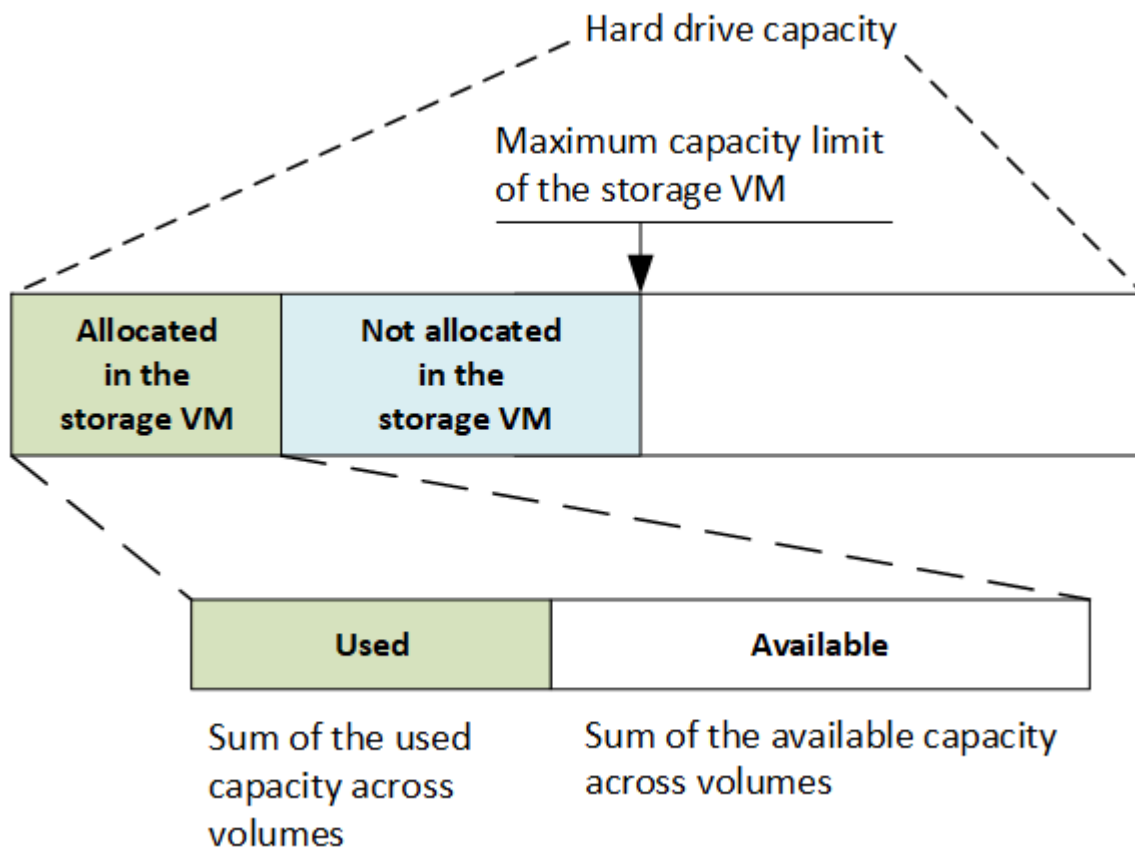 Hard drive capacity
Maximum capacity limit
of the storage VM
Allocated
in the
storage VM
Not allocated
in the
storage VM
Used
Available
Sum of the used
capacity across
volumes
Sum of the available capacity
across volumes